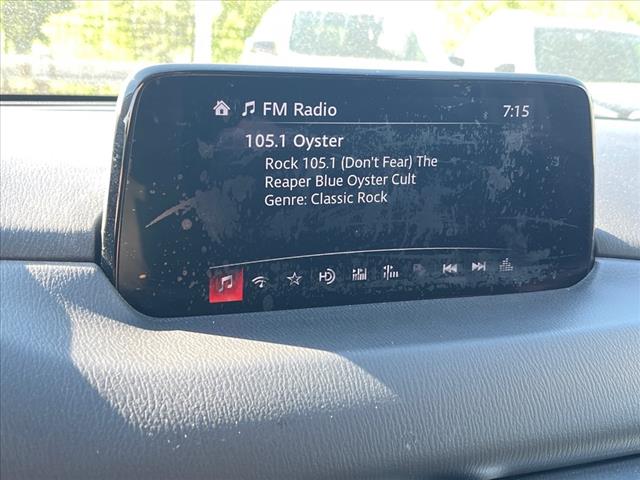 FM Radio 7:15
105.1 Oyster
Rock 105.1 (Don't Fear) The
Reaper Blue Oyster Cult
Genre: Classic Rock
HD